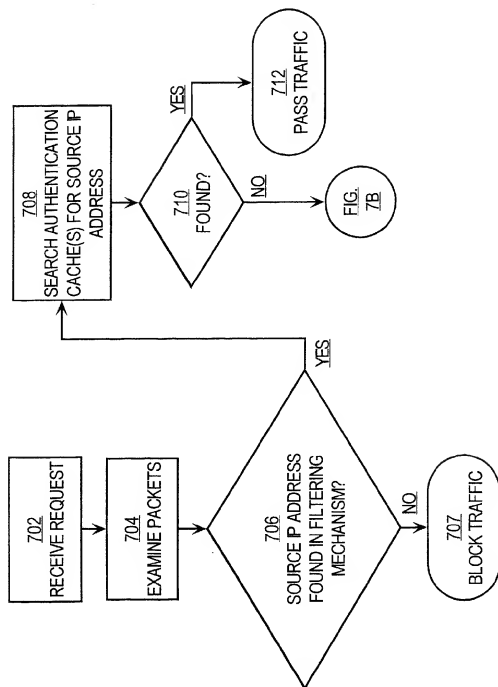 702
RECEIVE REQUEST
704
EXAMINE PACKETS
706
SOURCE IP ADDRESS
FOUND IN FILTERING
MECHANISM?
YES
NO
707
BLOCK TRAFFIC
708
SEARCH AUTHENTICATION
CACHE(S) FOR SOURCE IP
ADDRESS
710
FOUND?
YES
NO
712
PASS TRAFFIC
FIG.
7B